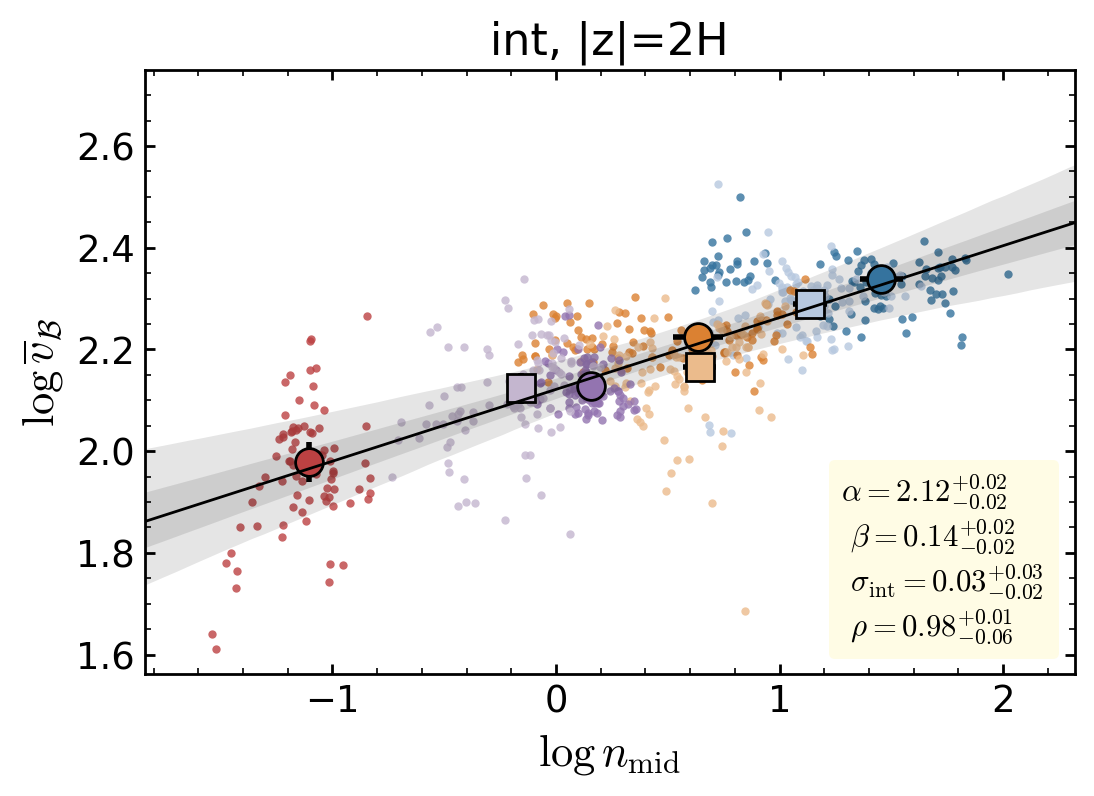 int, |z|=2H
2.6
2.4
2.2
2.0
1.8
1.6
log v̅_ℬ
α = 2.12^{+0.02}_{−0.02}
β = 0.14^{+0.02}_{−0.02}
σ_int = 0.03^{+0.03}_{−0.02}
ρ = 0.98^{+0.01}_{−0.06}
−1 0 1 2
log n_mid